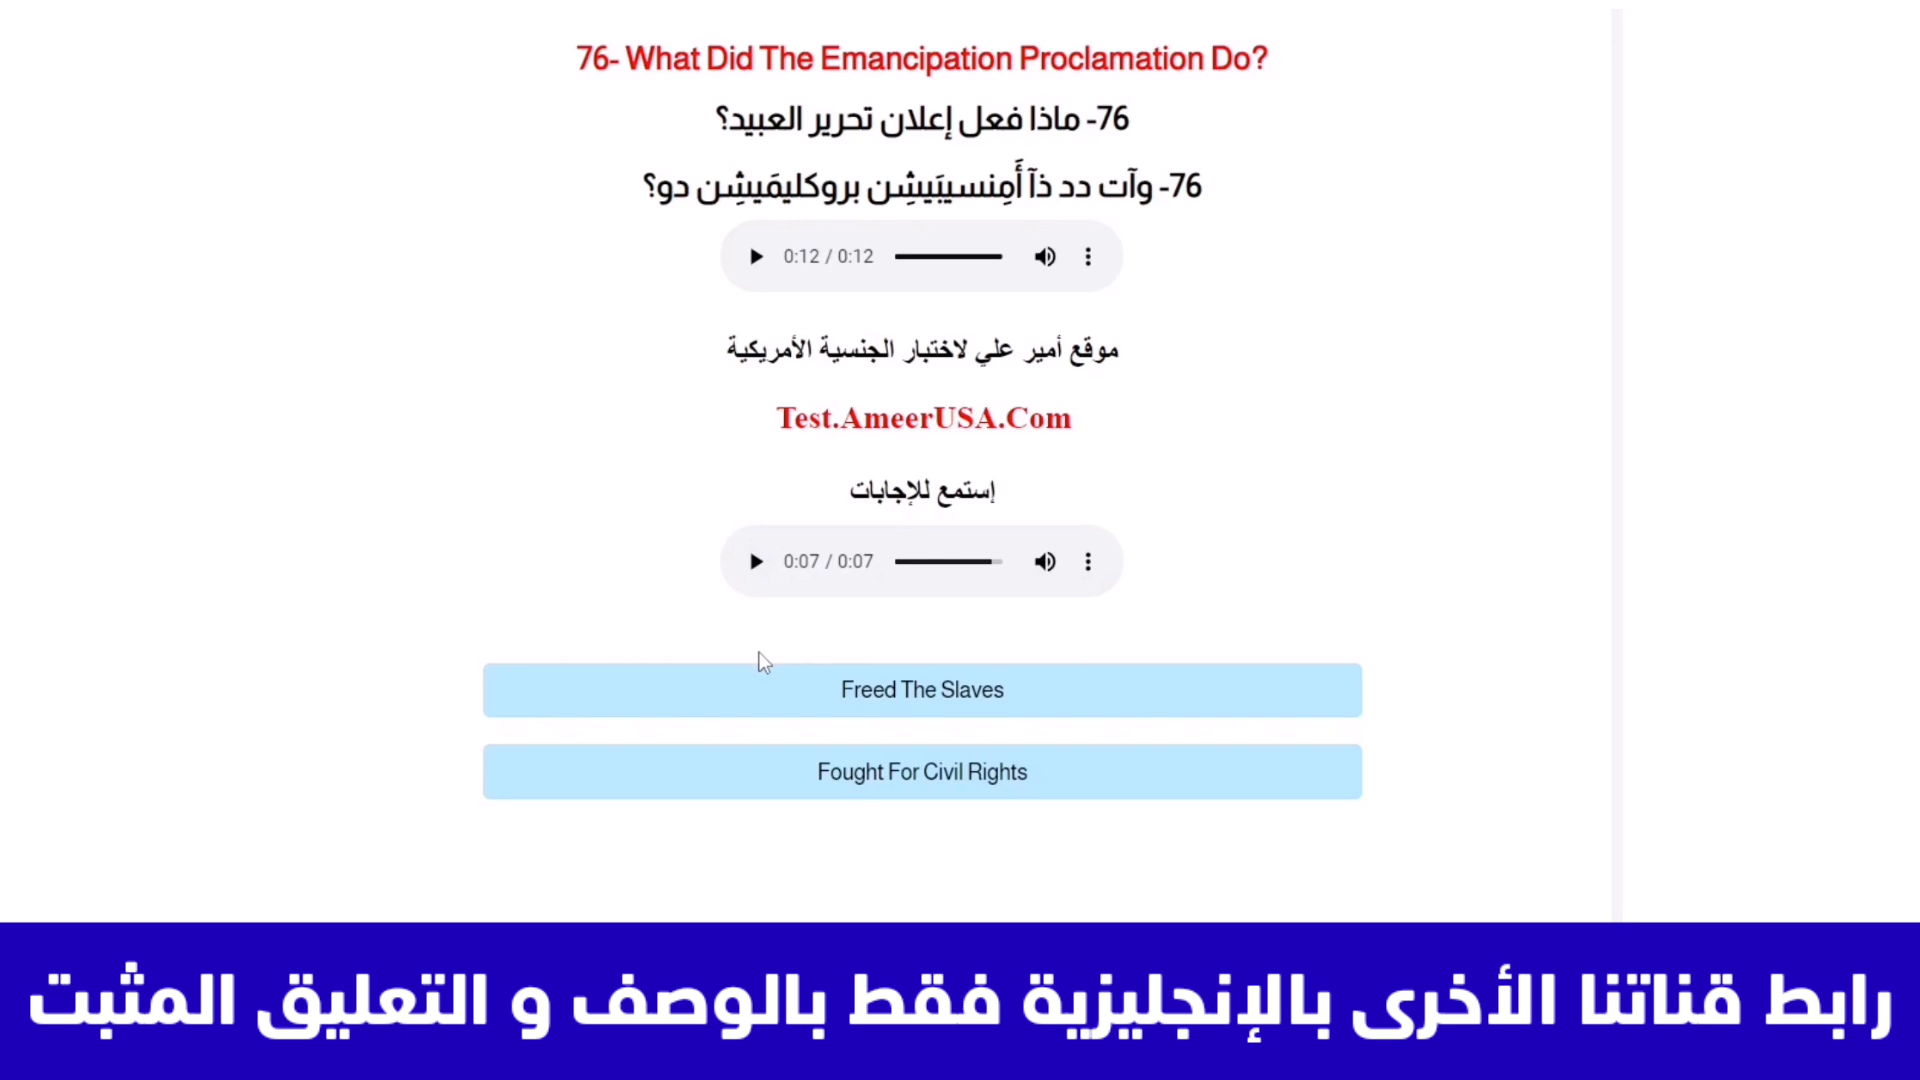 76- What Did The Emancipation Proclamation Do?
76- ماذا فعل إعلان تحرير العبيد؟
76- وآت دد ذآ أَمِنسيبَيشِن بروكليمَيشِن دو؟
0:12 / 0:12
موقع أمير علي لاختبار الجنسية الأمريكية
Test.AmeerUSA.Com
إستمع للإجابات
0:07 / 0:07
Freed The Slaves
Fought For Civil Rights
رابط قناتنا الأخرى بالإنجليزية فقط بالوصف و التعليق المثبت